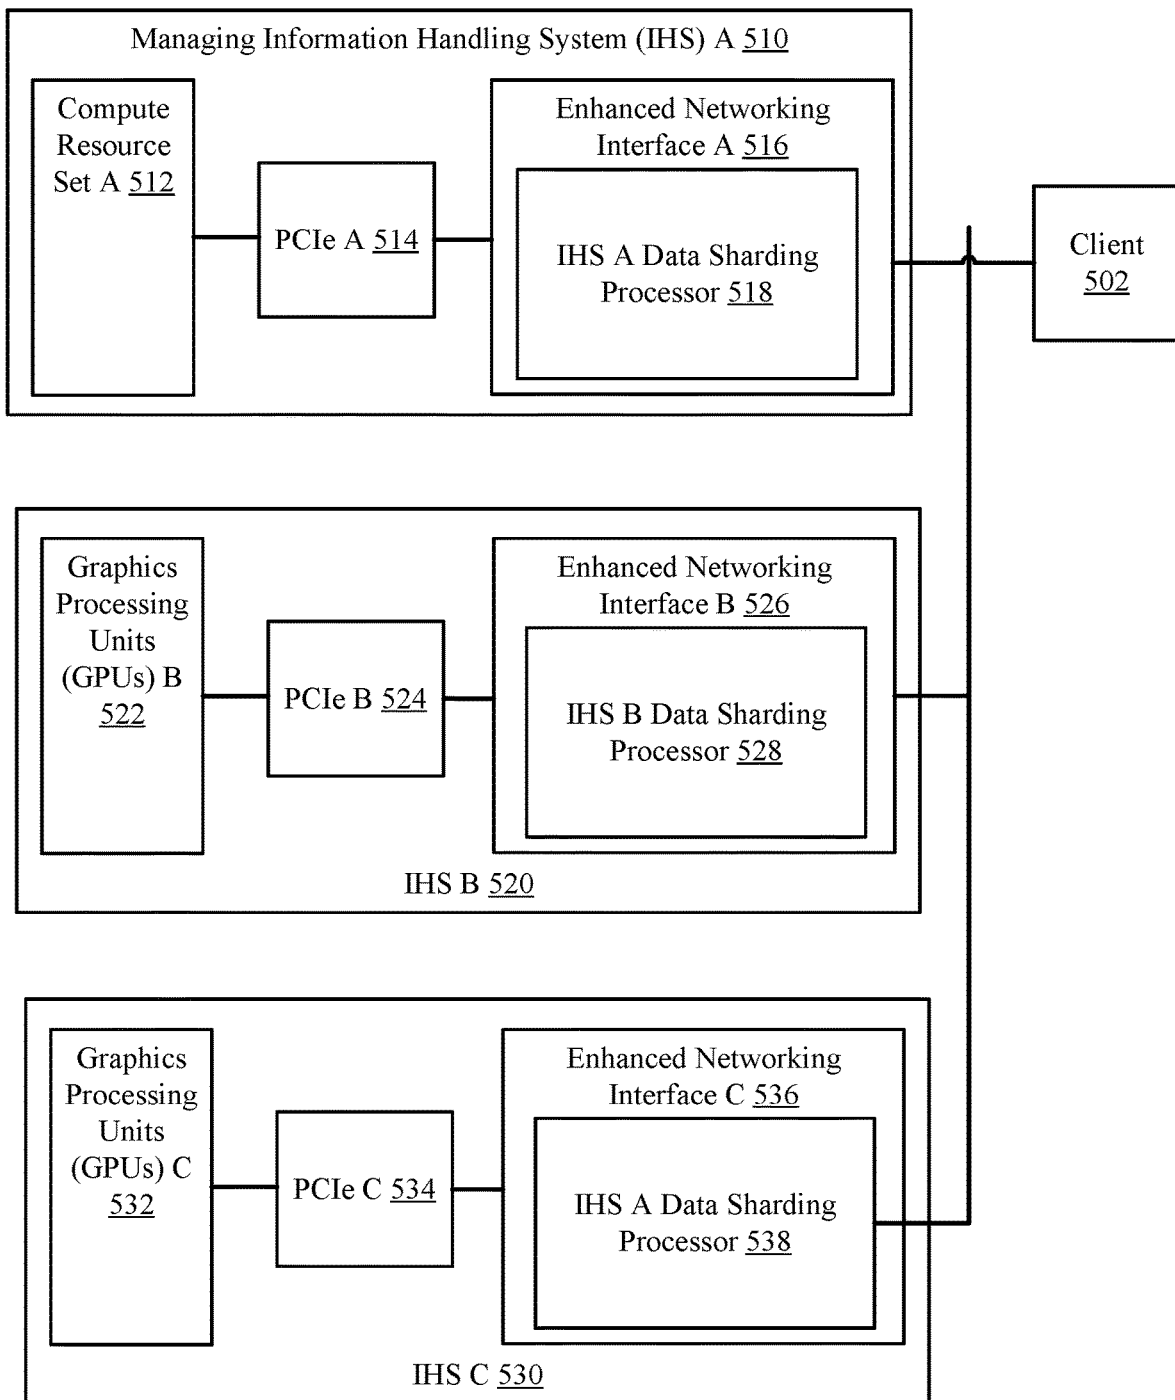 Managing Information Handling System (IHS) A 510
Compute
Resource
Set A 512
PCIe A 514
Enhanced Networking
Interface A 516
IHS A Data Sharding
Processor 518
Client
502
Graphics
Processing
Units
(GPUs) B
522
PCIe B 524
Enhanced Networking
Interface B 526
IHS B Data Sharding
Processor 528
IHS B 520
Graphics
Processing
Units
(GPUs) C
532
PCIe C 534
Enhanced Networking
Interface C 536
IHS A Data Sharding
Processor 538
IHS C 530